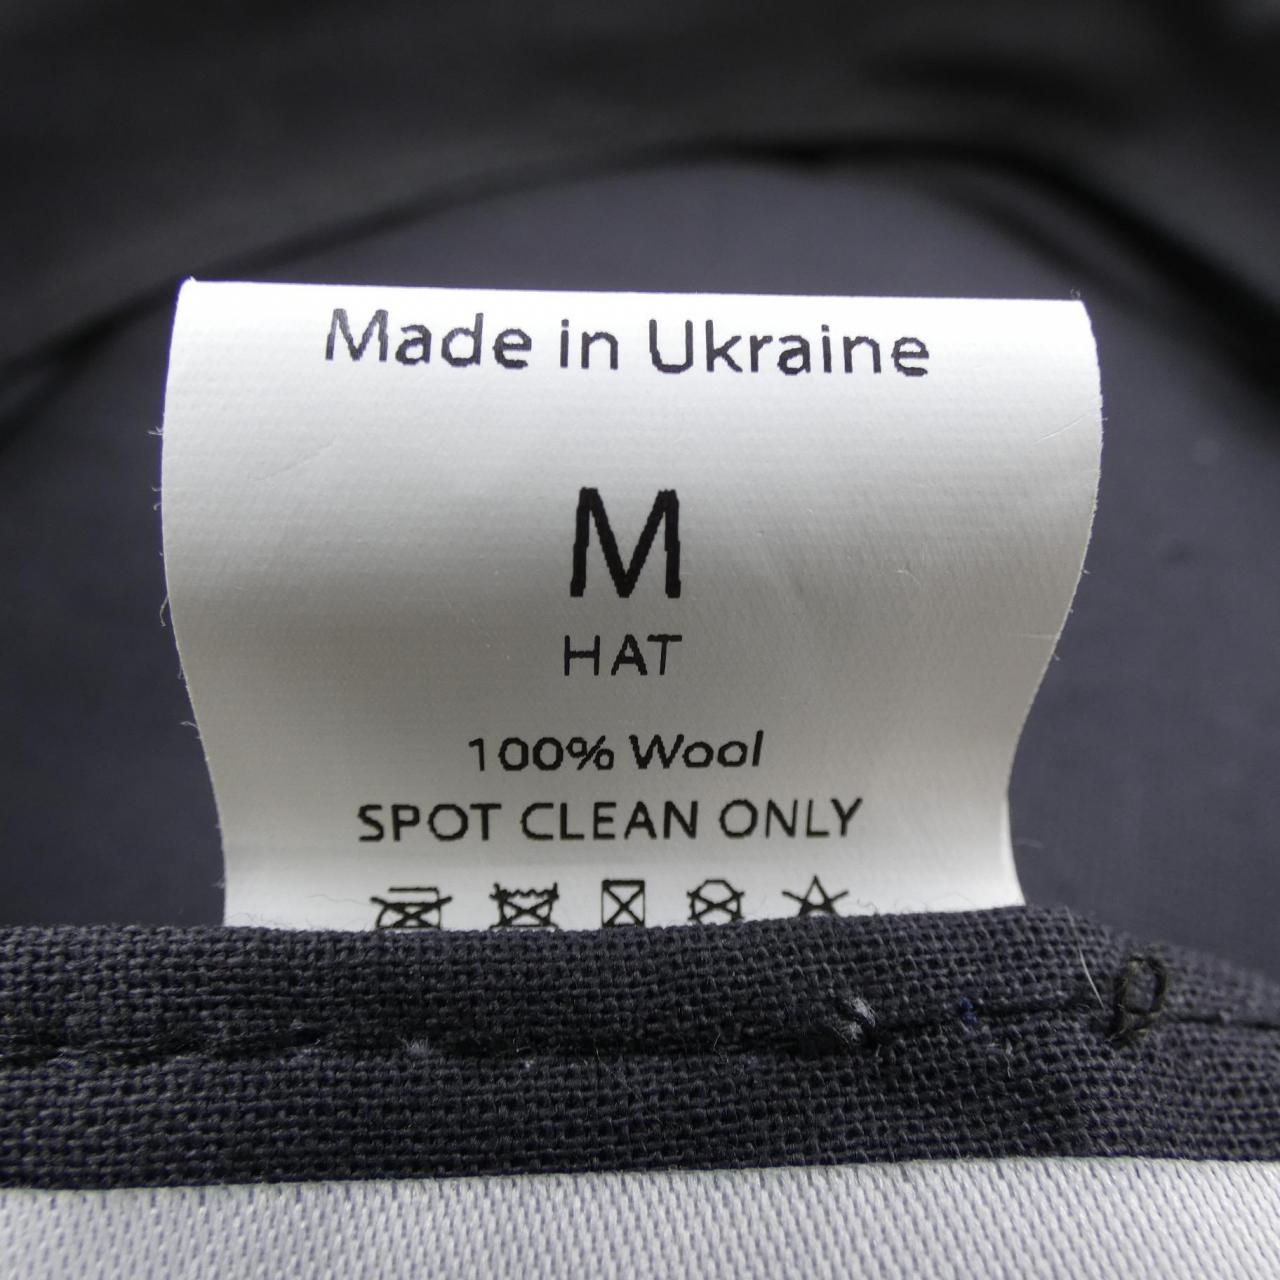 Made in Ukraine
M
HAT
100% Wool
SPOT CLEAN ONLY